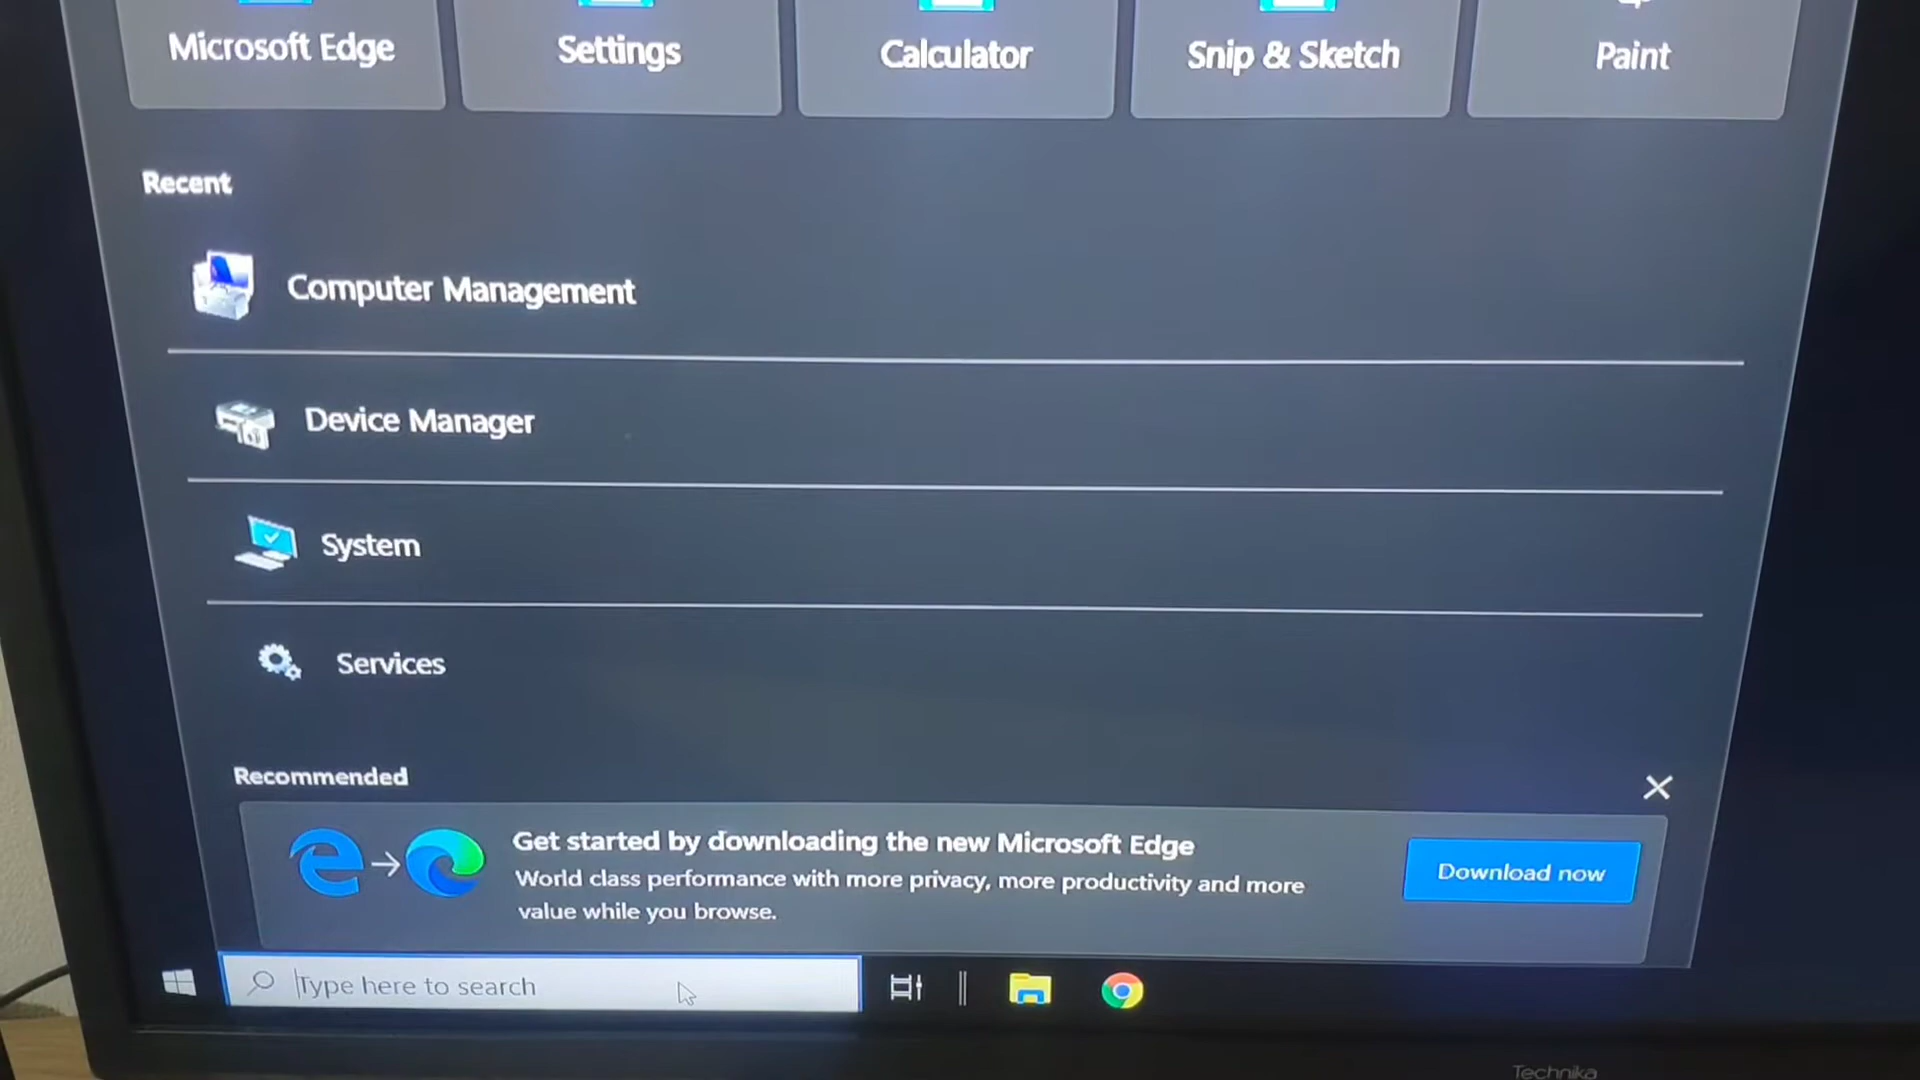 Microsoft Edge
Settings
Calculator
Snip & Sketch
Paint
Recent
Computer Management
Device Manager
System
Services
Recommended
Get started by downloading the new Microsoft Edge
World class performance with more privacy, more productivity and more
value while you browse.
Download now
Type here to search
Technika